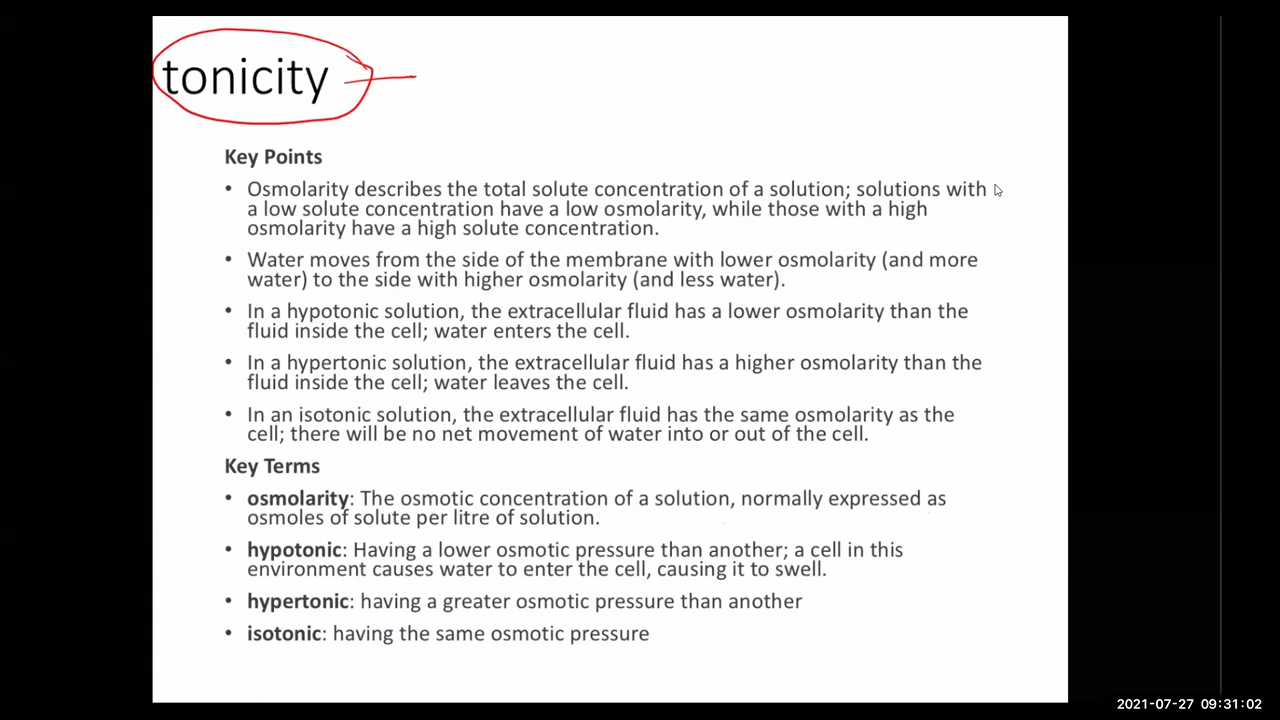 tonicity
Key Points
• Osmolarity describes the total solute concentration of a solution; solutions with
a low solute concentration have a low osmolarity, while those with a high
osmolarity have a high solute concentration.
• Water moves from the side of the membrane with lower osmolarity (and more
water) to the side with higher osmolarity (and less water).
• In a hypotonic solution, the extracellular fluid has a lower osmolarity than the
fluid inside the cell; water enters the cell.
• In a hypertonic solution, the extracellular fluid has a higher osmolarity than the
fluid inside the cell; water leaves the cell.
• In an isotonic solution, the extracellular fluid has the same osmolarity as the
cell; there will be no net movement of water into or out of the cell.
Key Terms
• osmolarity: The osmotic concentration of a solution, normally expressed as
osmoles of solute per litre of solution.
• hypotonic: Having a lower osmotic pressure than another; a cell in this
environment causes water to enter the cell, causing it to swell.
• hypertonic: having a greater osmotic pressure than another
• isotonic: having the same osmotic pressure
2021-07-27 09:31:02